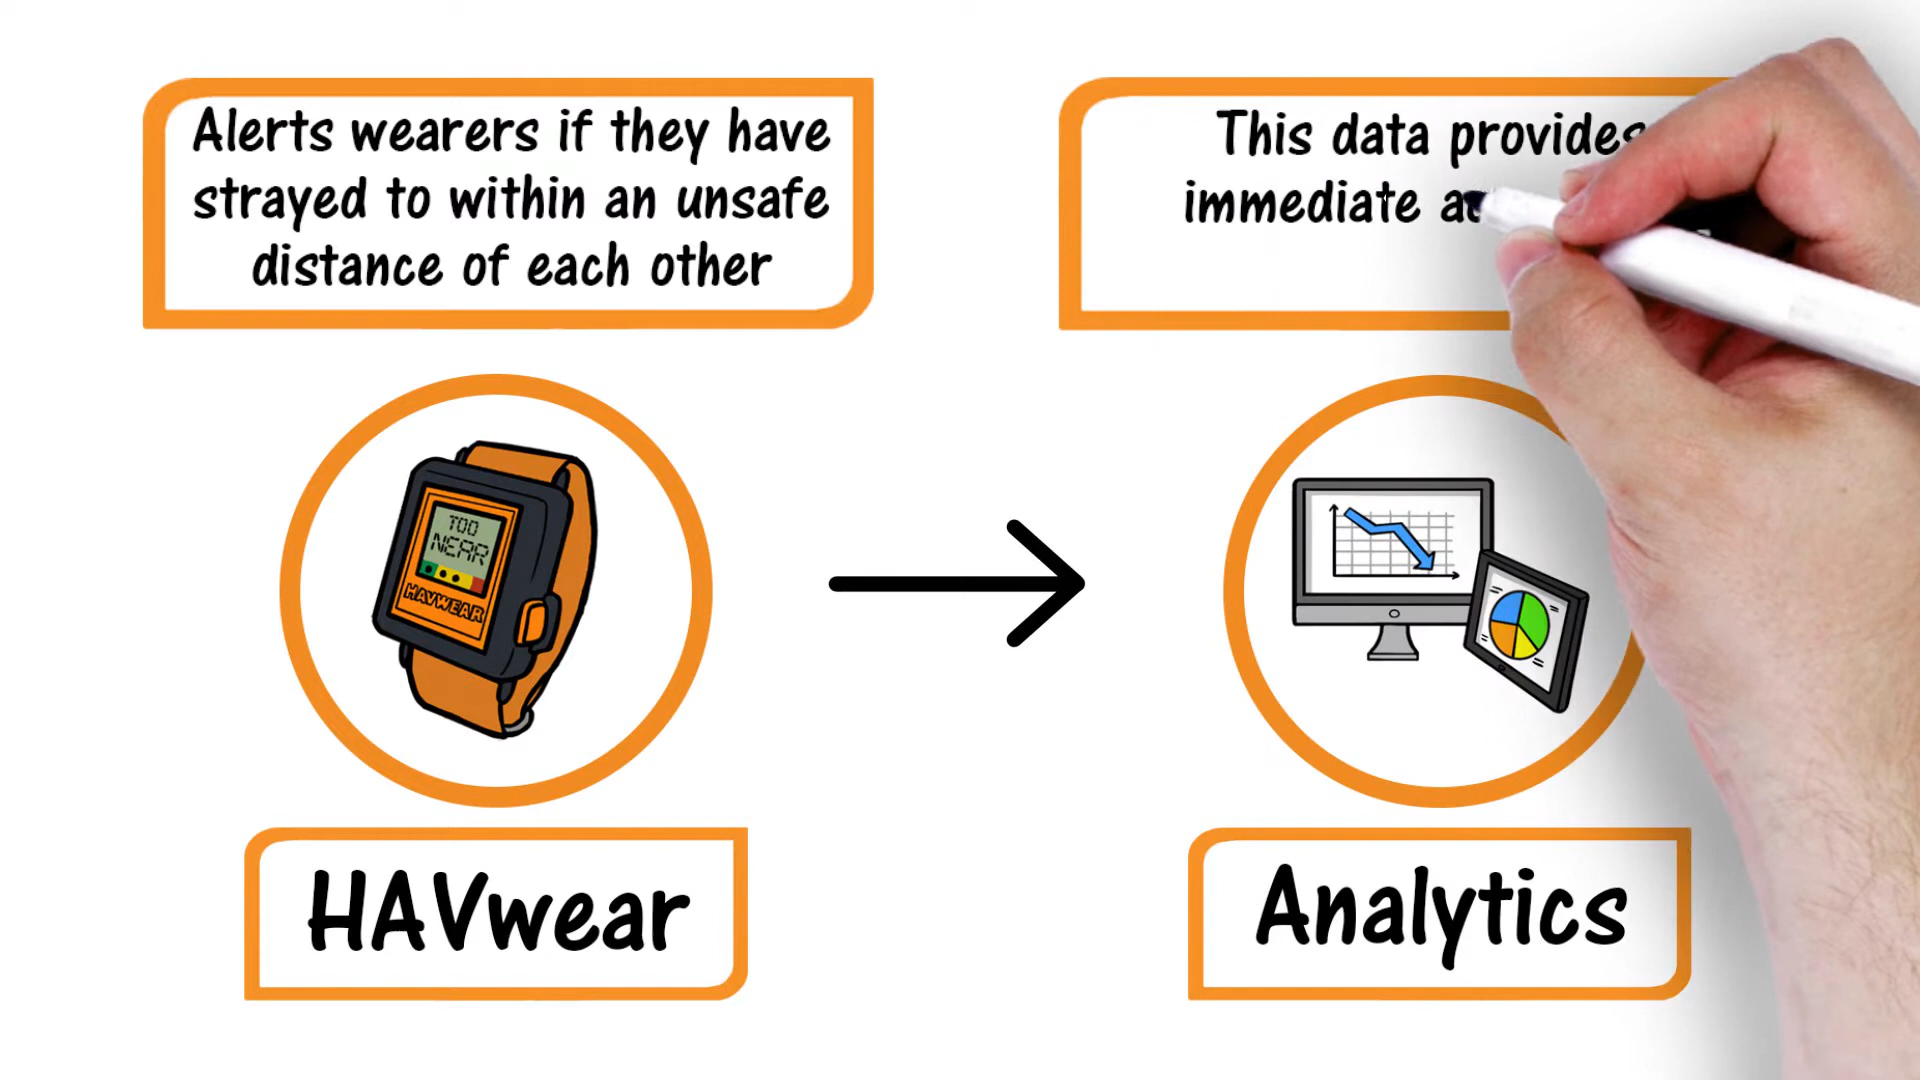 Alerts wearers if they have
strayed to within an unsafe
distance of each other
This data provides
immediate
TOO
NEAR
HAVWEAR
HAVwear
Analytics